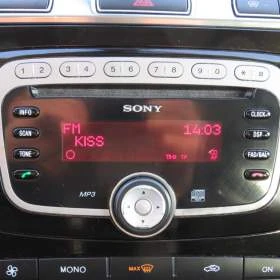 1 2 3 4 5 6 7 8 9 0 * #
SONY
INFO
CLOCK
FM 14.03
SCAN
DSP
KISS
TONE
FAD/BAL
MP3
MONO MAX ON